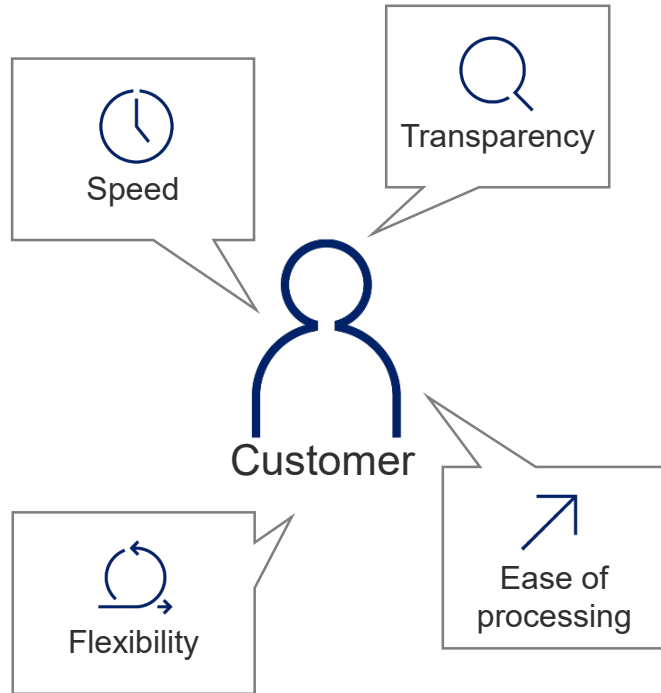 Speed
Transparency
Customer
Flexibility
Ease of
processing